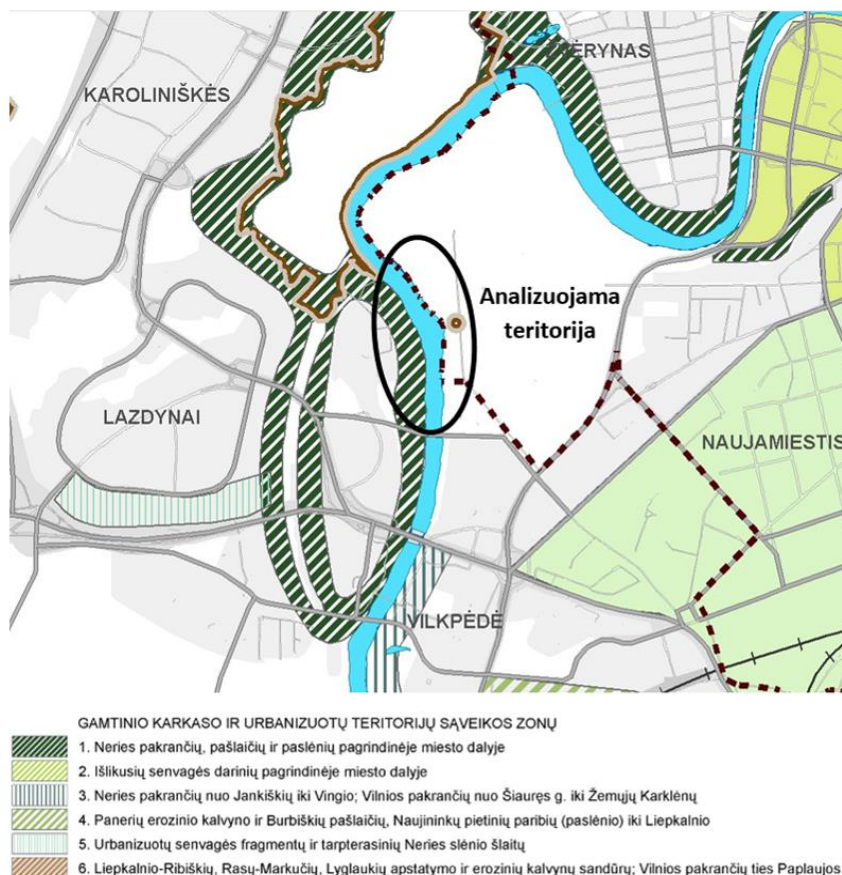 ŽVĖRYNAS
KAROLINIŠKĖS
Analizuojama
teritorija
LAZDYNAI
NAUJAMIESTIS
VILKPĖDĖ
GAMTINIO KARKASO IR URBANIZUOTŲ TERITORIJŲ SĄVEIKOS ZONŲ
1. Neries pakrančių, pašlaičių ir paslėnių pagrindinėje miesto dalyje
2. Išlikusių senvagės darinių pagrindinėje miesto dalyje
3. Neries pakrančių nuo Jankiškių iki Vingio; Vilnios pakrančių nuo Šiaurės g. iki Žemųjų Karklėnų
4. Panerių erozinio kalvyno ir Burbiškių pašlaičių, Naujininkų pietinių paribių (paslėnio) iki Liepkalnio
5. Urbanizuotų senvagės fragmentų ir tarpterasinių Neries slėnio šlaitų
6. Liepkalnio-Ribiškių, Rasų-Markučių, Lyglaukių apstatymo ir erozinių kalvynų sandūrų; Vilnios pakrančių ties Paplaujos